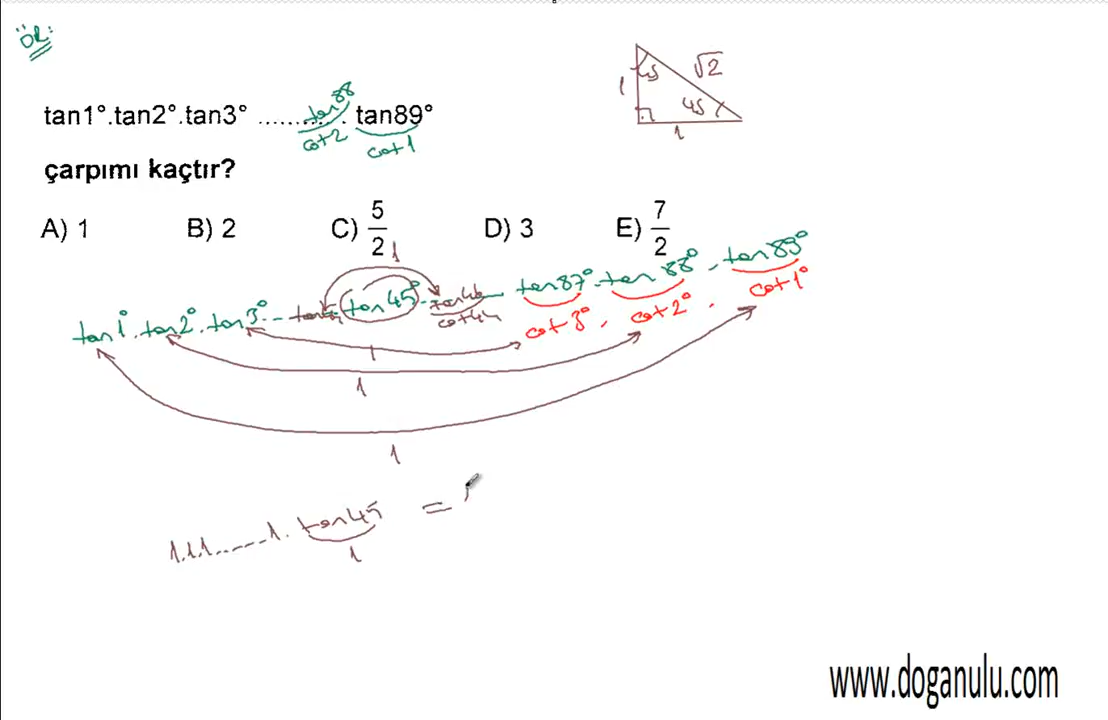 ÖR:
√2
1 45
45
1
tan88
tan1°.tan2°.tan3° .......... . tan89°
cot2 cot1
çarpımı kaçtır?
A) 1 B) 2 C) 5/2 D) 3 E) 7/2
1
tan1°.tan2°.tan3°... tan45°. tan46 tan87°.tan88°.tan89°
cot44 cot3°. cot2°. cot1°
1
1
1
1.1.1.......1. tan45 =
1
www.doganulu.com